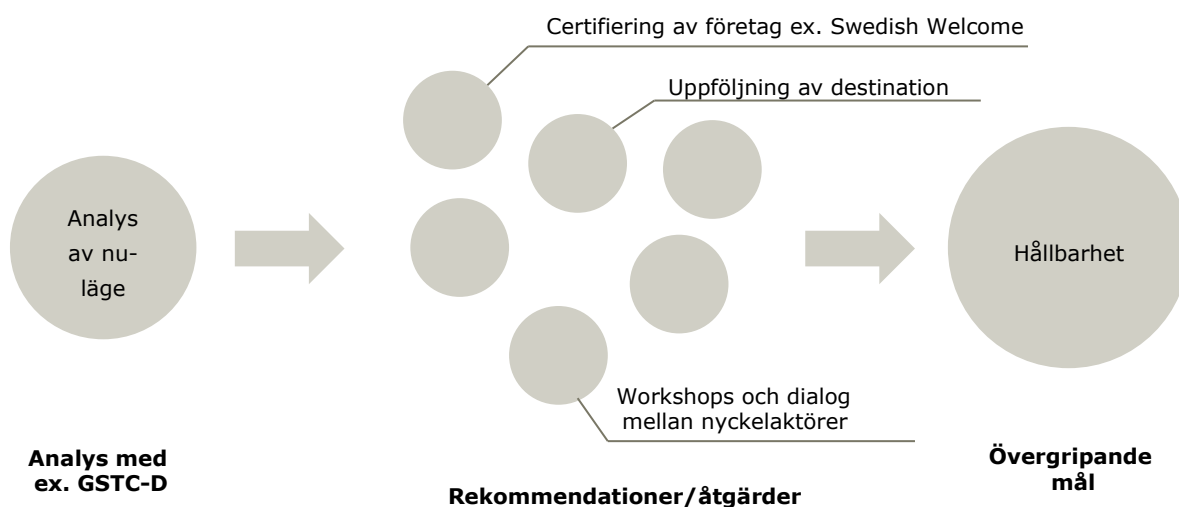 Certifiering av företag ex. Swedish Welcome
Uppföljning av destination
Analys
av nu-
läge
Hållbarhet
Workshops och dialog
mellan nyckelaktörer
Analys med
ex. GSTC-D
Rekommendationer/åtgärder
Övergripande
mål